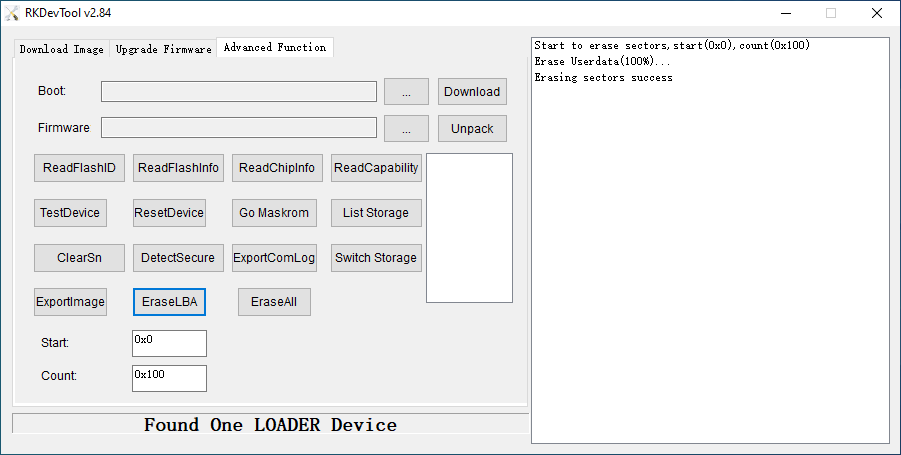 RKDevTool v2.84
Download Image Upgrade Firmware Advanced Function
Boot: ... Download
Firmware ... Unpack
ReadFlashID ReadFlashInfo ReadChipInfo ReadCapability
TestDevice ResetDevice Go Maskrom List Storage
ClearSn DetectSecure ExportComLog Switch Storage
ExportImage EraseLBA EraseAll
Start: 0x0
Count: 0x100
Found One LOADER Device
Start to erase sectors,start(0x0),count(0x100)
Erase Userdata(100%)...
Erasing sectors success